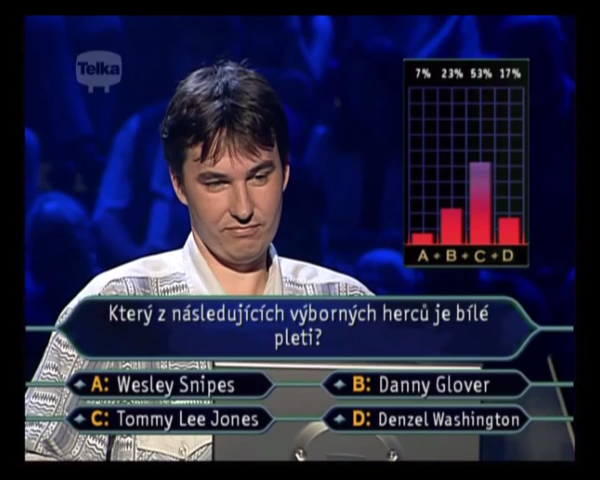 Telka
7% 23% 53% 17%
A ♦ B ♦ C ♦ D
Který z následujících výborných herců je bílé
pleti?
A: Wesley Snipes
B: Danny Glover
C: Tommy Lee Jones
D: Denzel Washington